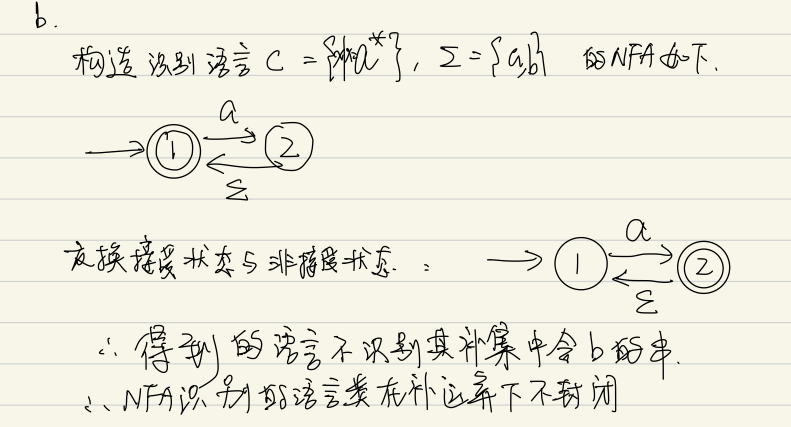 b.
构造识别语言 C = {a*}, Σ = {a,b} 的NFA如下.
a
1 2
Σ
交换接受状态与非接受状态:
a
1 2
Σ
∴ 得到的语言不识别其补集中含b的串.
∴ NFA识别的语言类在补运算下不封闭